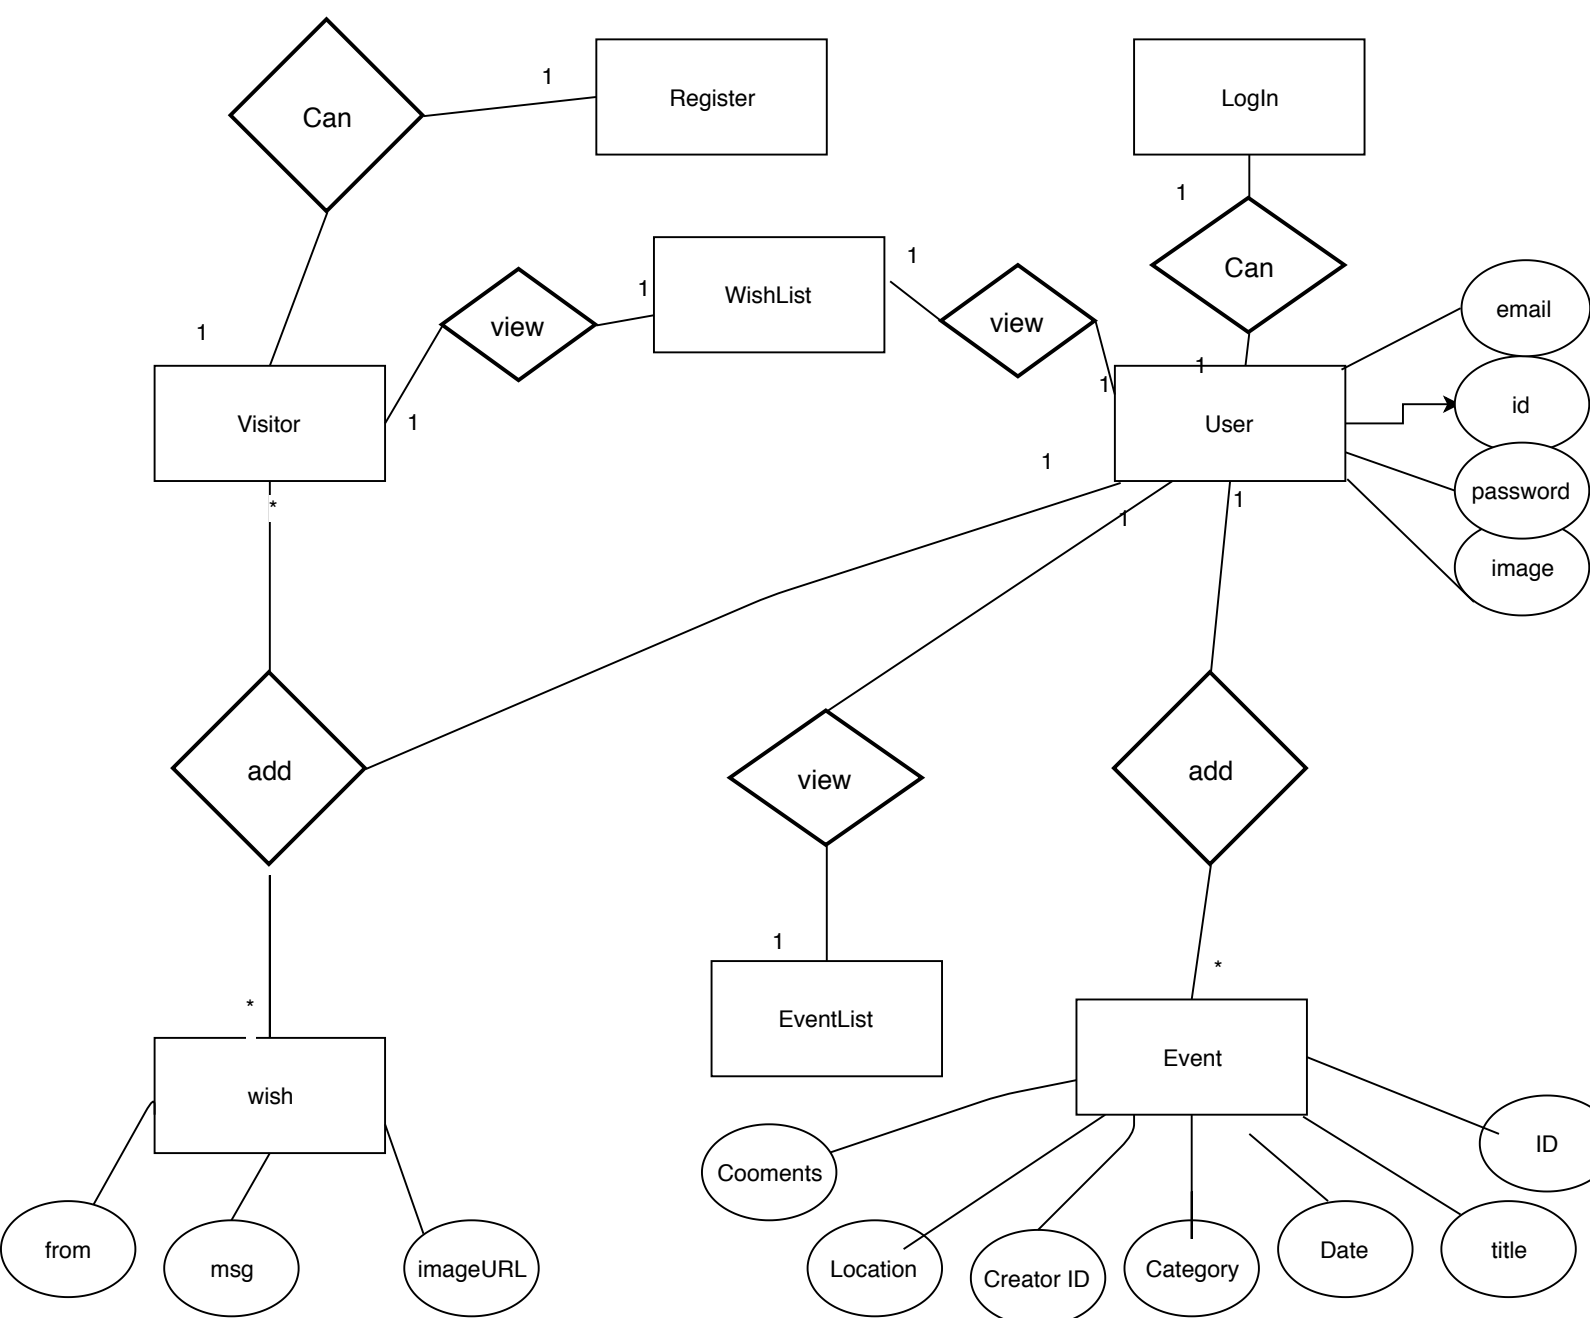 Can
1
Register
LogIn
1
Can
1
view
1
WishList
1
view
1
1
email
1
Visitor
1
User
id
*
1
1
1
password
image
add
view
add
1
*
*
EventList
wish
Event
Cooments
ID
from
msg
imageURL
Location
Creator ID
Category
Date
title